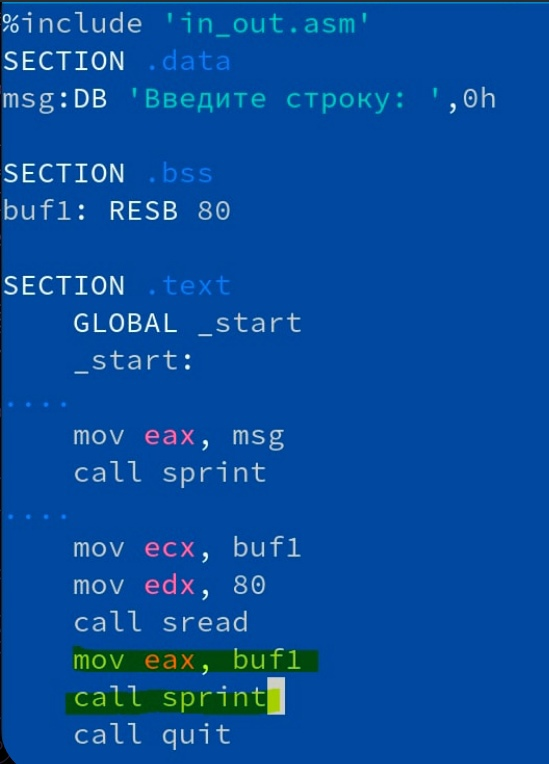 %include 'in_out.asm'
SECTION .data
msg:DB 'Введите строку: ',0h
SECTION .bss
buf1: RESB 80
SECTION .text
GLOBAL _start
_start:
....
mov eax, msg
call sprint
....
mov ecx, buf1
mov edx, 80
call sread
mov eax, buf1
call sprint
call quit